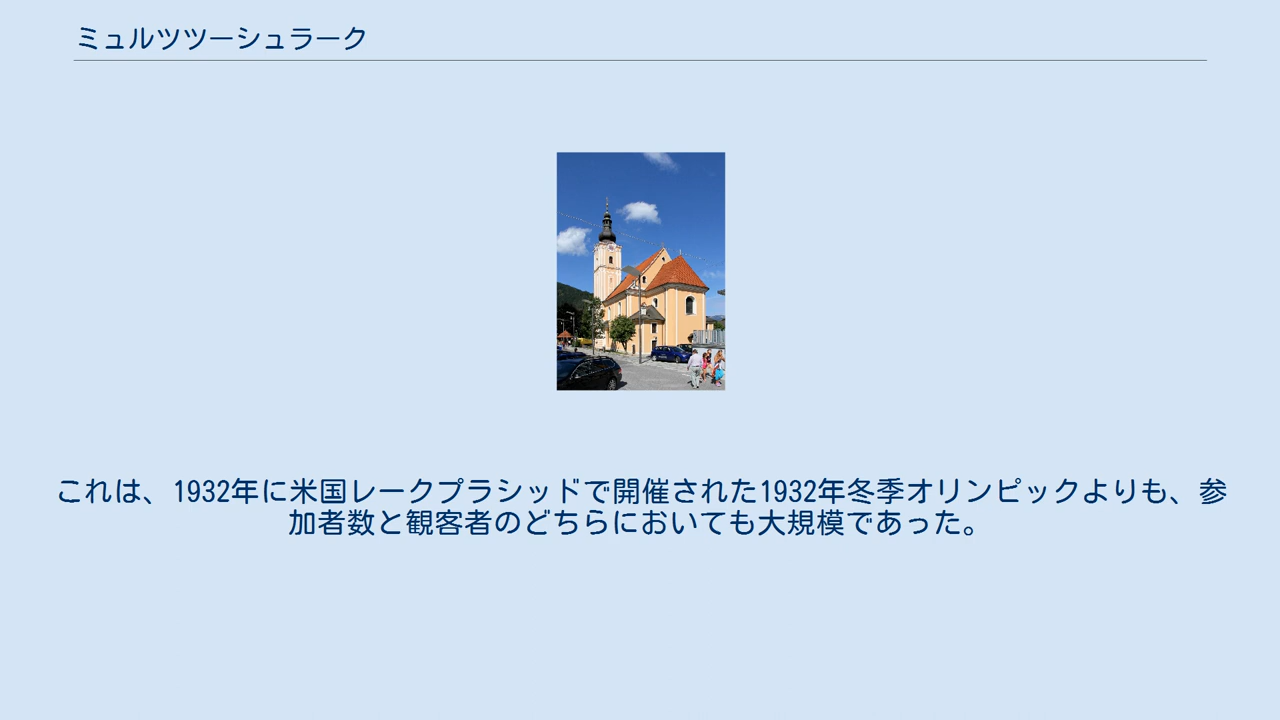 ミュルツツーシュラーク
これは、1932年に米国レークプラシッドで開催された1932年冬季オリンピックよりも、参
加者数と観客者のどちらにおいても大規模であった。